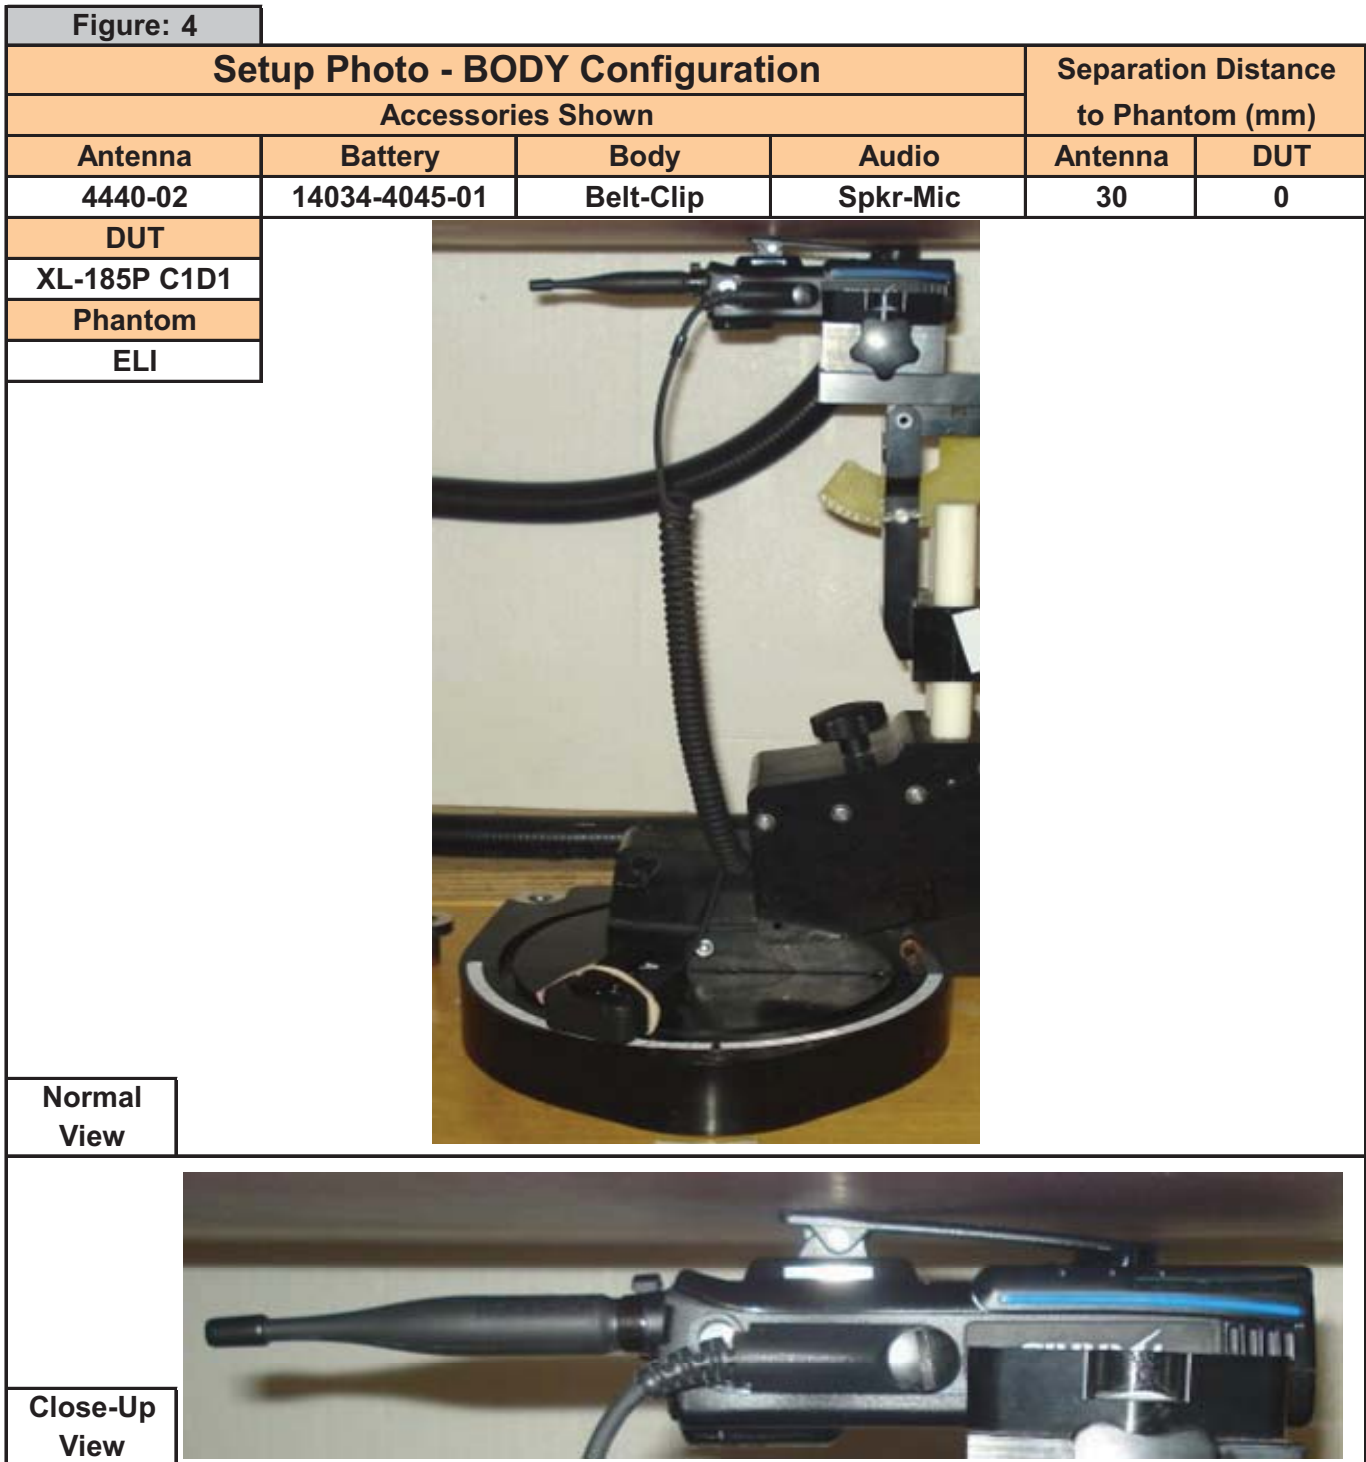 Figure: 4
Setup Photo - BODY Configuration
Separation Distance
to Phantom (mm)
Accessories Shown
Antenna Battery Body Audio Antenna DUT
4440-02 14034-4045-01 Belt-Clip Spkr-Mic 30 0
DUT
XL-185P C1D1
Phantom
ELI
Normal
View
Close-Up
View